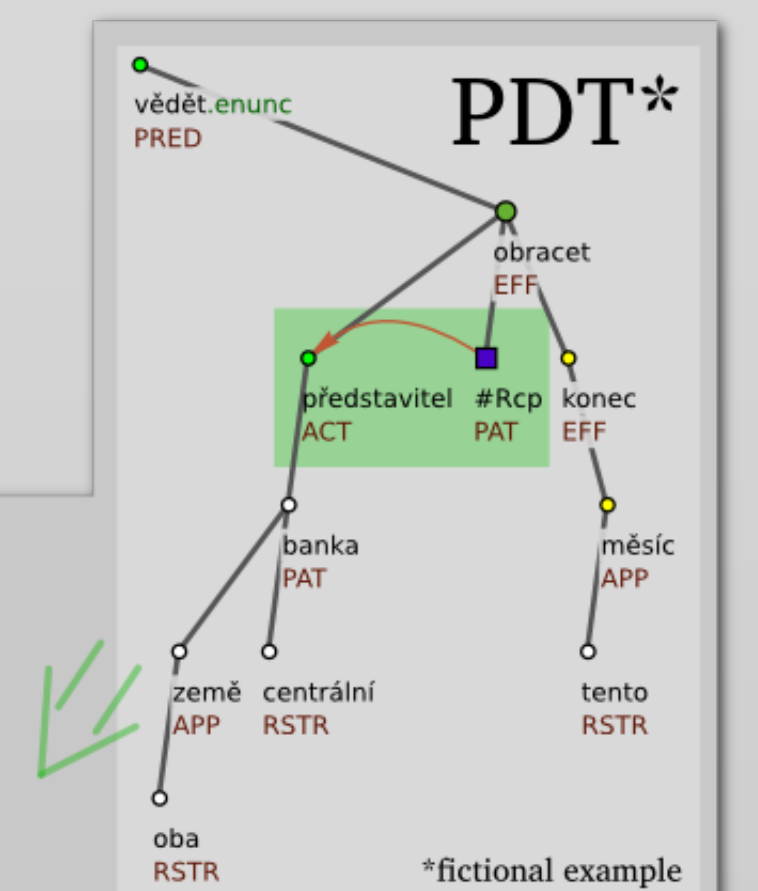 PDT*
vědět.enunc
PRED
obracet
EFF
představitel #Rcp konec
ACT PAT EFF
banka měsíc
PAT APP
země centrální tento
APP RSTR RSTR
oba
RSTR
*fictional example